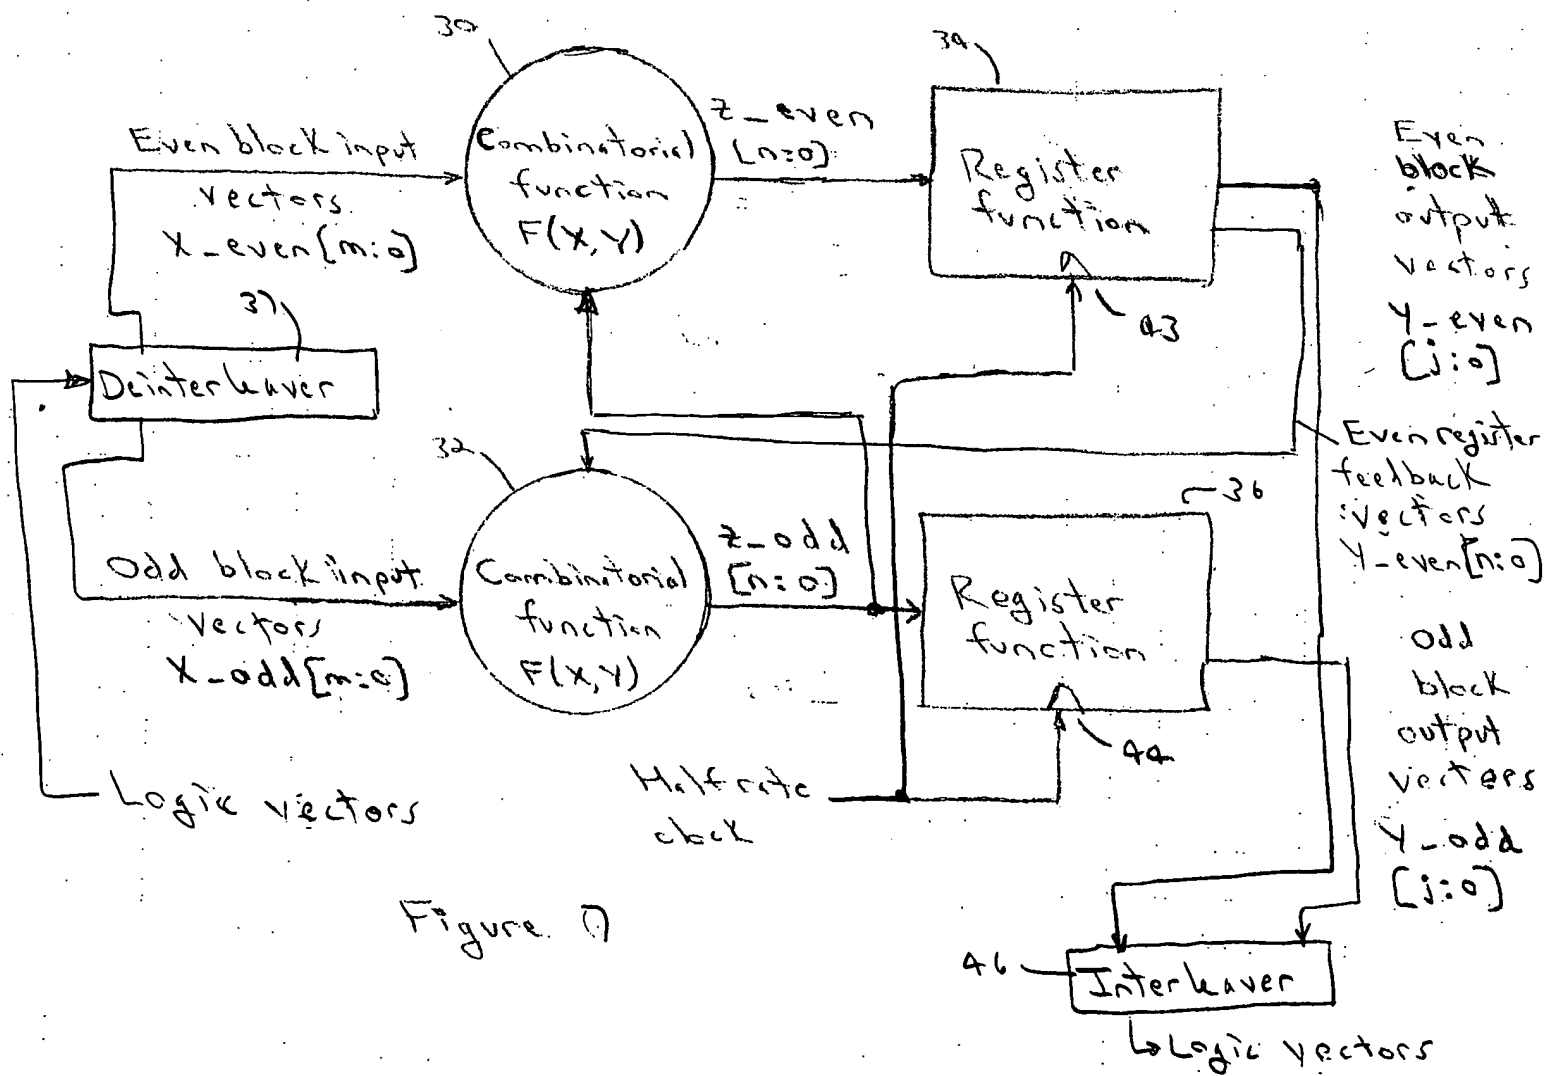 30
Combinatorial
function
F(X,Y)
Z_even
[n:0]
34
Register
function
43
Even block input
vectors
X_even[m:0]
37
Deinterleaver
Even
block
output
vectors
Y_even
[j:0]
Even register
feedback
vectors
Y_even[n:0]
32
Combinatorial
function
F(X,Y)
Z_odd
[n:0]
36
Register
function
44
Odd block input
vectors
X_odd[m:0]
Odd
block
output
vectors
Y_odd
[j:0]
Logic vectors
Half rate
clock
46
Interleaver
Logic vectors
Figure 7